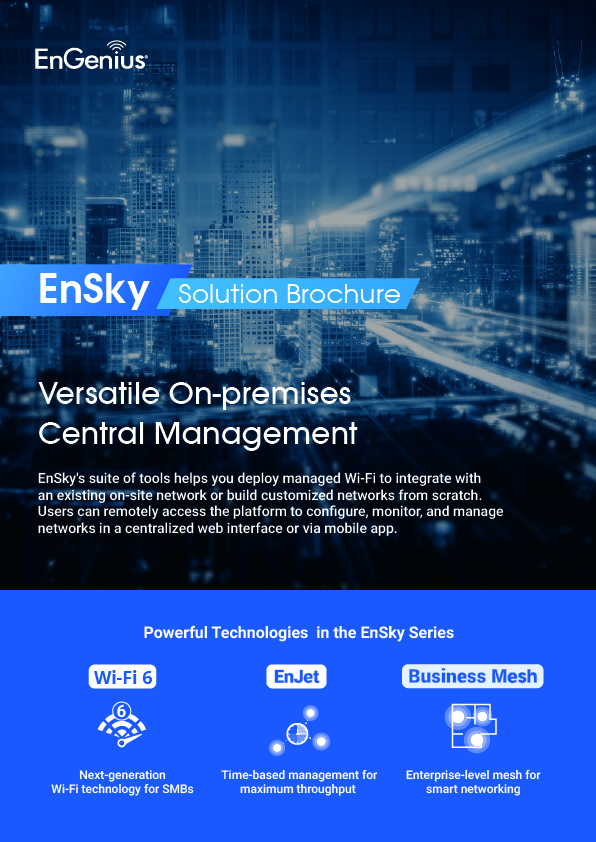 EnGenius®
EnSky
Solution Brochure
Versatile On-premises
Central Management
EnSky's suite of tools helps you deploy managed Wi-Fi to integrate with
an existing on-site network or build customized networks from scratch.
Users can remotely access the platform to configure, monitor, and manage
networks in a centralized web interface or via mobile app.
Powerful Technologies in the EnSky Series
Wi-Fi 6
EnJet
Business Mesh
6
Next-generation
Wi-Fi technology for SMBs
Time-based management for
maximum throughput
Enterprise-level mesh for
smart networking